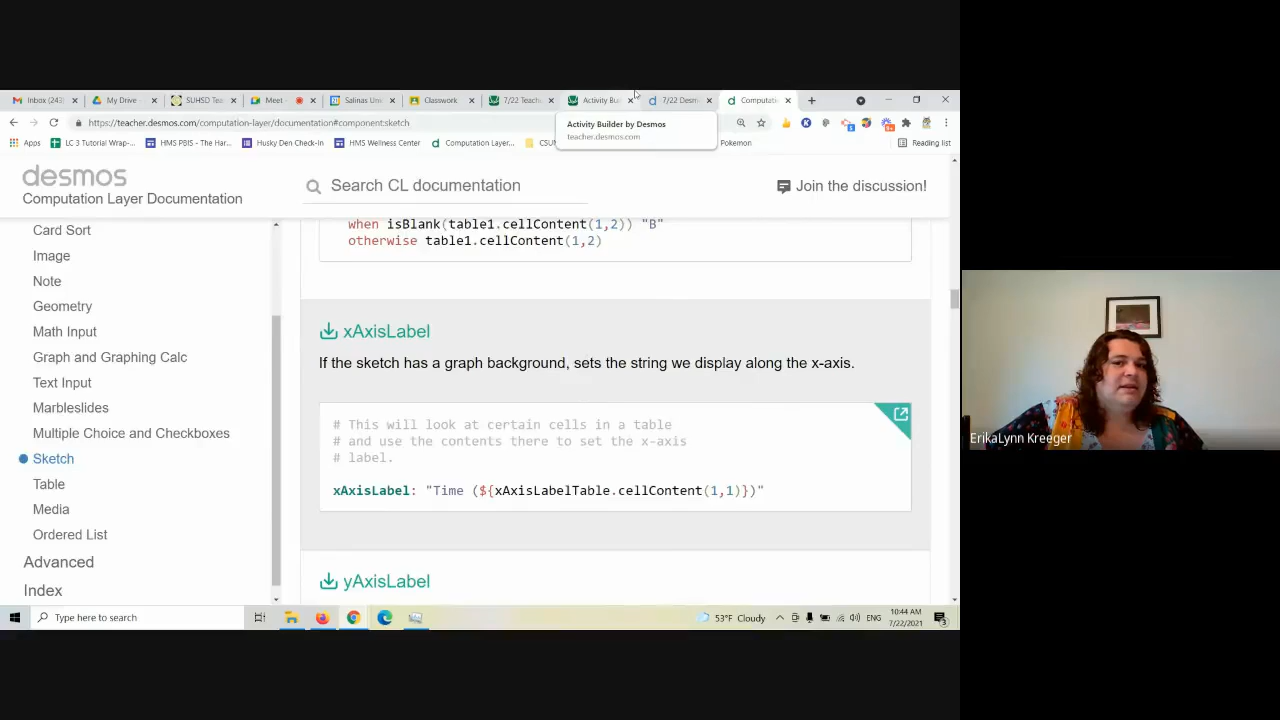 Inbox (243)
My Drive -
SUHSD Tea
Meet -
Salinas Uni
Classwork
7/22 Teach
Activity Bui
7/22 Desm
Computatio
https://teacher.desmos.com/computation-layer/documentation#component:sketch
Apps
LC 3 Tutorial Wrap-...
HMS PBIS - The Har...
Husky Den Check-In
HMS Wellness Center
Computation Layer...
CSUM
Pokemon
Reading list
Activity Builder by Desmos
teacher.desmos.com
desmos
Computation Layer Documentation
Search CL documentation
Join the discussion!
Card Sort
Image
Note
Geometry
Math Input
Graph and Graphing Calc
Text Input
Marbleslides
Multiple Choice and Checkboxes
Sketch
Table
Media
Ordered List
Advanced
Index
when isBlank(table1.cellContent(1,2)) "B"
otherwise table1.cellContent(1,2)
xAxisLabel
If the sketch has a graph background, sets the string we display along the x-axis.
# This will look at certain cells in a table
# and use the contents there to set the x-axis
# label.
xAxisLabel: "Time (${xAxisLabelTable.cellContent(1,1)})"
yAxisLabel
ErikaLynn Kreeger
Type here to search
53°F Cloudy
ENG
10:44 AM
7/22/2021
3